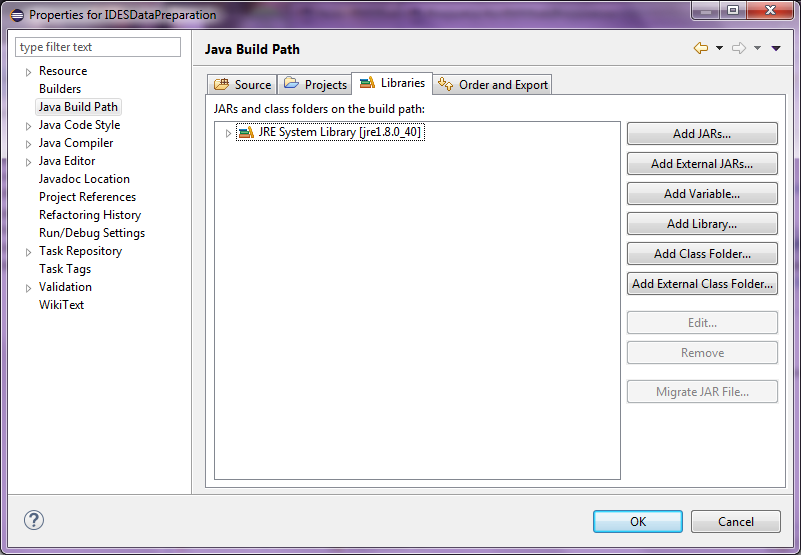 Properties for IDESDataPreparation
type filter text
Resource
Builders
Java Build Path
Java Code Style
Java Compiler
Java Editor
Javadoc Location
Project References
Refactoring History
Run/Debug Settings
Task Repository
Task Tags
Validation
WikiText
Java Build Path
Source Projects Libraries Order and Export
JARs and class folders on the build path:
JRE System Library [jre1.8.0_40]
Add JARs...
Add External JARs...
Add Variable...
Add Library...
Add Class Folder...
Add External Class Folder...
Edit...
Remove
Migrate JAR File...
?
OK Cancel